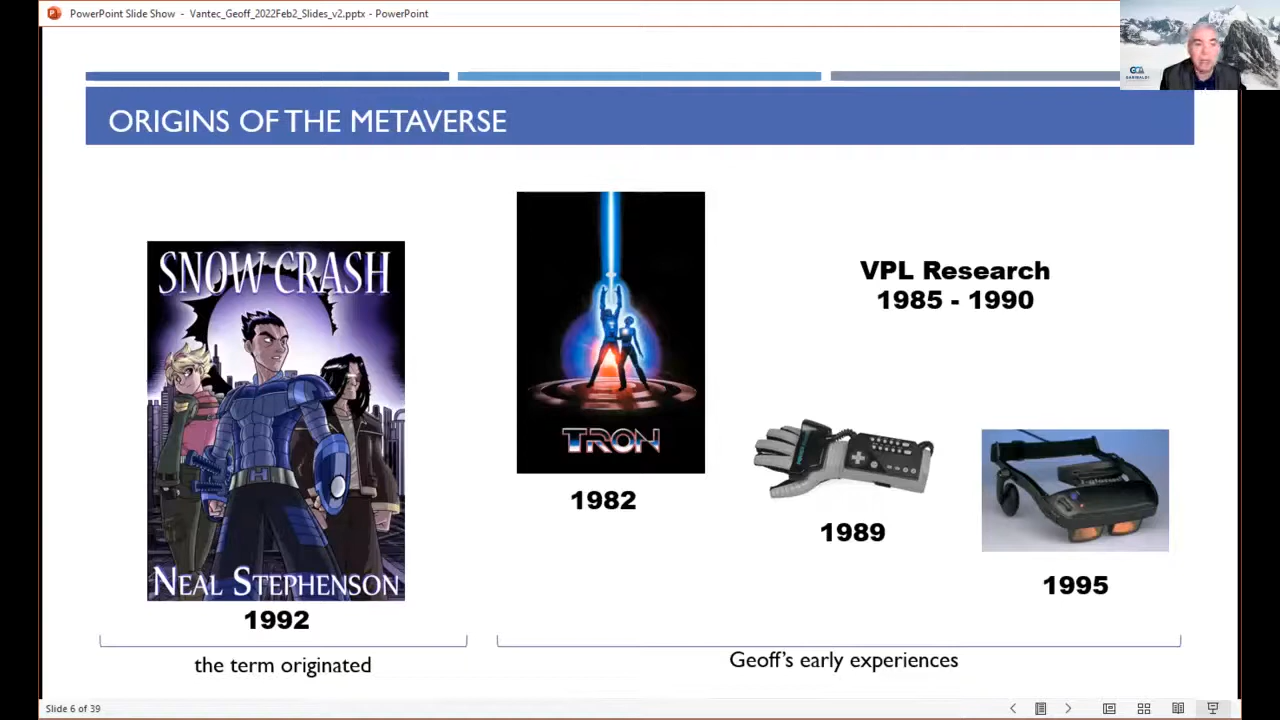 PowerPoint Slide Show - Vantec_Geoff_2022Feb2_Slides_v2.pptx - PowerPoint
ORIGINS OF THE METAVERSE
SNOW CRASH
NEAL STEPHENSON
1992
the term originated
TRON
1982
VPL Research
1985 - 1990
1989
1995
Geoff's early experiences
Slide 6 of 39